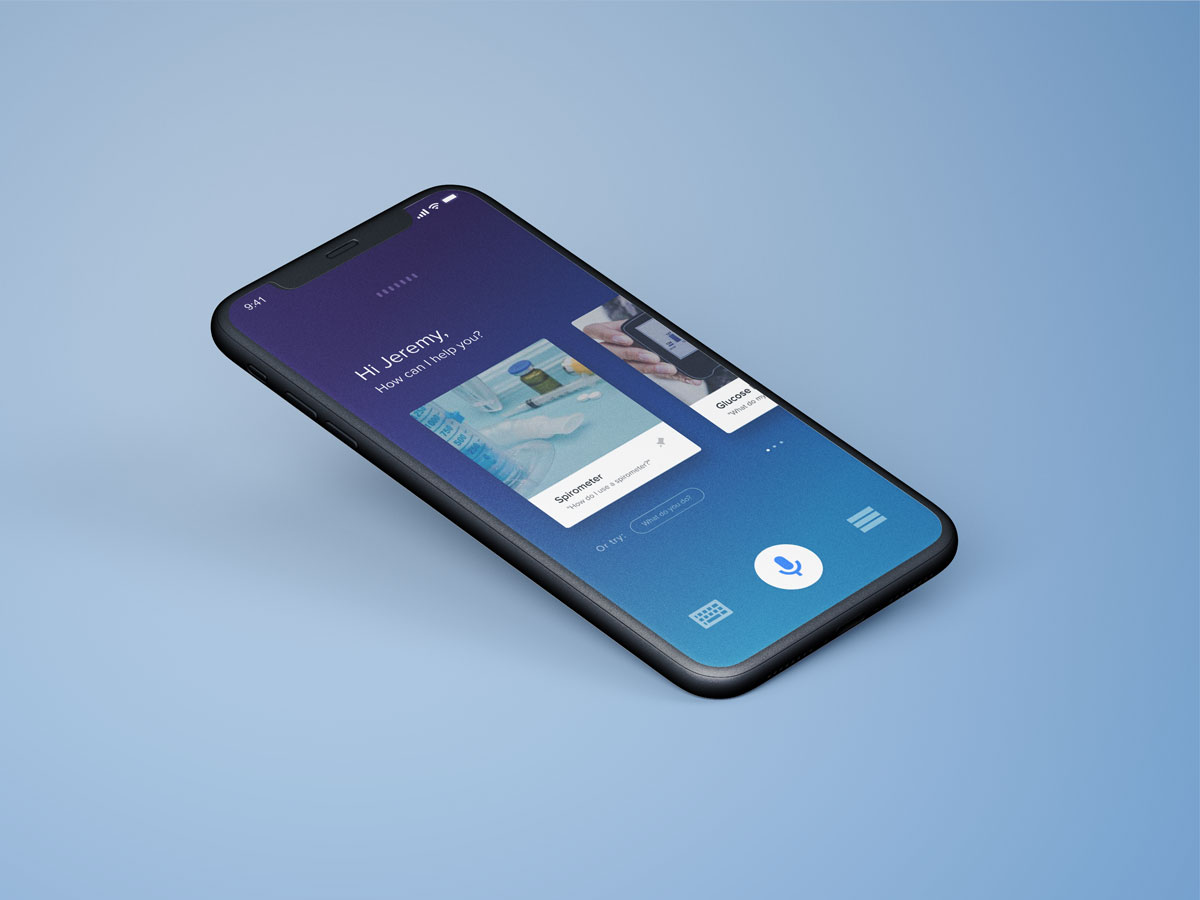 9:41
Hi Jeremy,
How can I help you?
Spirometer
"How do I use a spirometer?"
Glucose
"What do my
Or try:
What do you do?